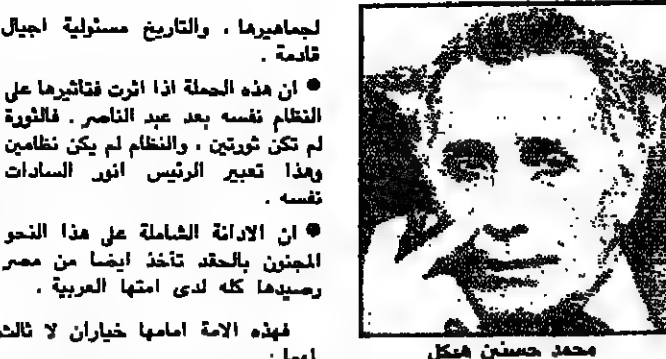 لجماهيرها ، والتاريخ مسئولية اجيال
قادمة .
● ان هذه الحملة اذا اثرت فتأثيرها على
النظام نفسه بعد عبد الناصر . فالثورة
لم تكن ثورتين ، والنظام لم يكن نظامين
وهذا تعبير الرئيس انور السادات
نفسه .
● ان الادانة الشاملة على هذا النحو
المجنون بالحقد تأخذ ايضا من مصر
رصيدها كله لدى امتها العربية .
فهذه الامة امامها خياران لا ثالث
لهما :
محمد حسنين هيكل